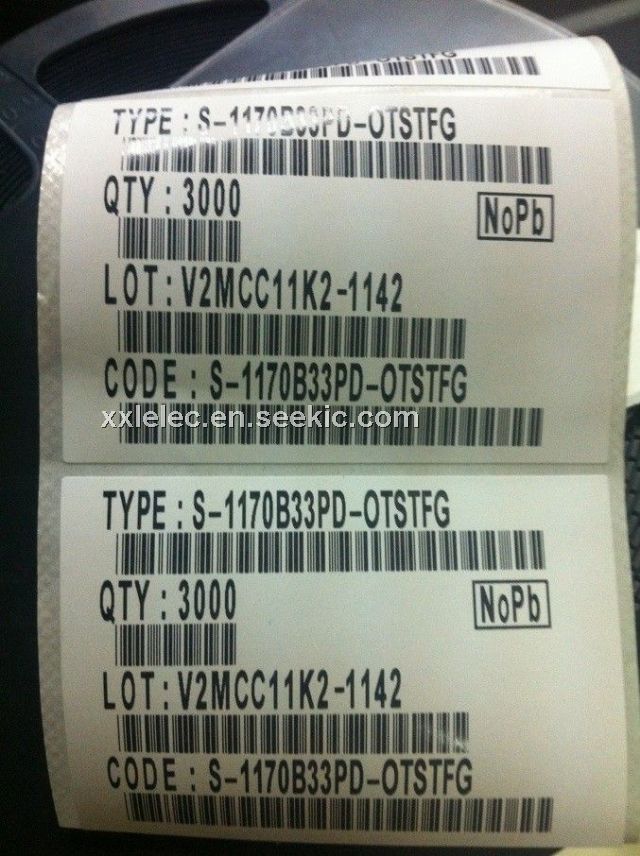 TSTFG
TYPE : S-1170B33PD-OTSTFG
QTY : 3000
NoPb
LOT : V2MCC11K2-1142
CODE : S-1170B33PD-OTSTFG
xxlelec.en.seekic.com
TYPE : S-1170B33PD-OTSTFG
QTY : 3000
NoPb
LOT : V2MCC11K2-1142
CODE : S-1170B33PD-OTSTFG